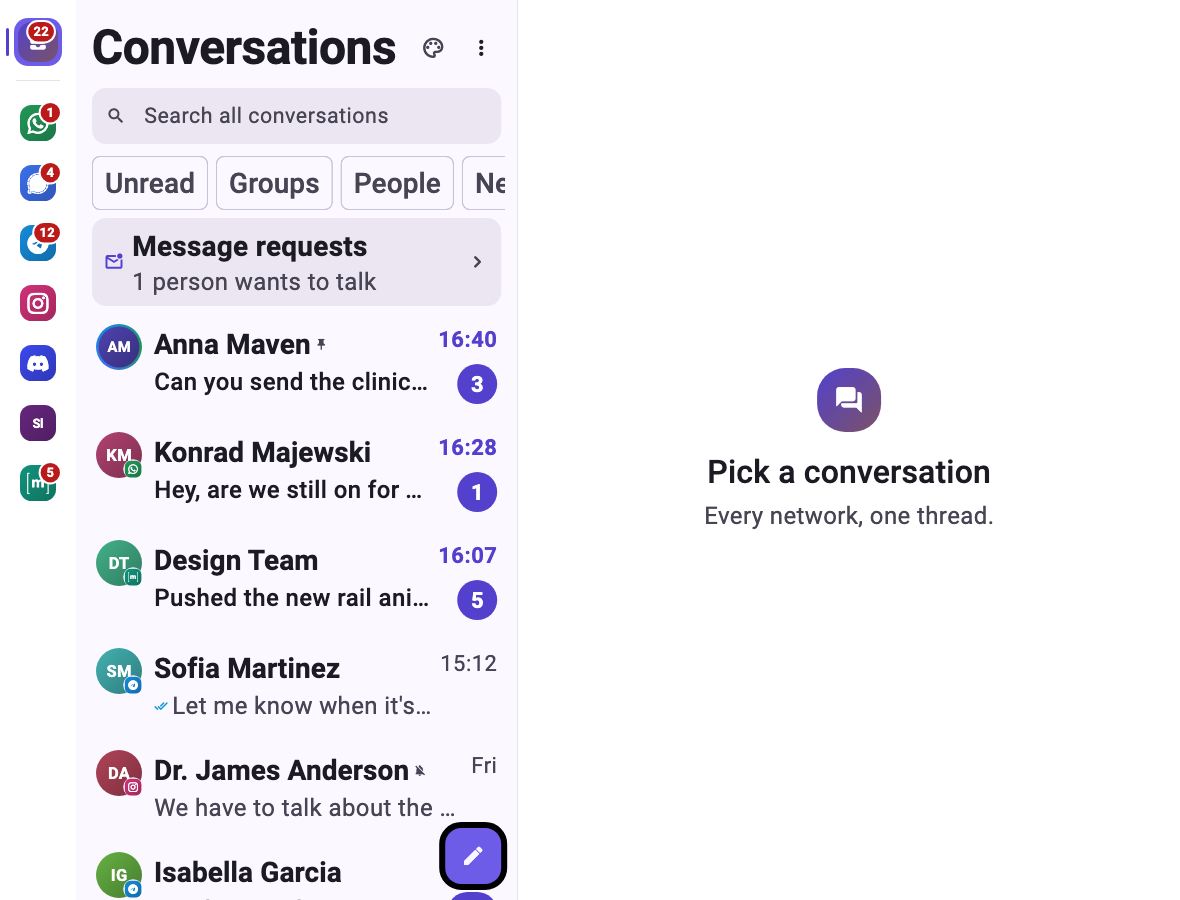 22
1
4
12
SI
[m]
5
Conversations
Search all conversations
Unread
Groups
People
Ne
Message requests
1 person wants to talk
AM
Anna Maven
16:40
Can you send the clinic…
3
KM
Konrad Majewski
16:28
Hey, are we still on for …
1
DT
[m]
Design Team
16:07
Pushed the new rail ani…
5
SM
Sofia Martinez
15:12
Let me know when it's…
DA
Dr. James Anderson
Fri
We have to talk about the …
IG
Isabella Garcia
Pick a conversation
Every network, one thread.